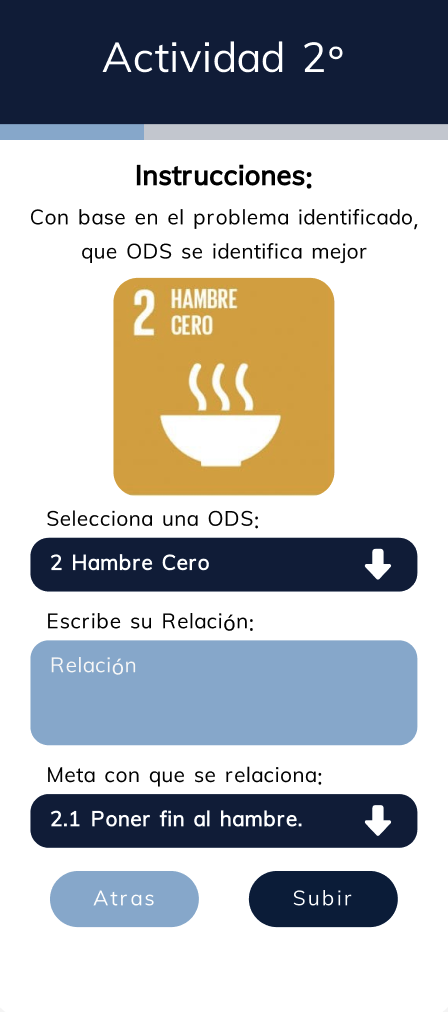 Actividad 2°
Instrucciones:
Con base en el problema identificado,
que ODS se identifica mejor
2 HAMBRE
CERO
Selecciona una ODS:
2 Hambre Cero
Escribe su Relación:
Relación
Meta con que se relaciona:
2.1 Poner fin al hambre.
Atras
Subir